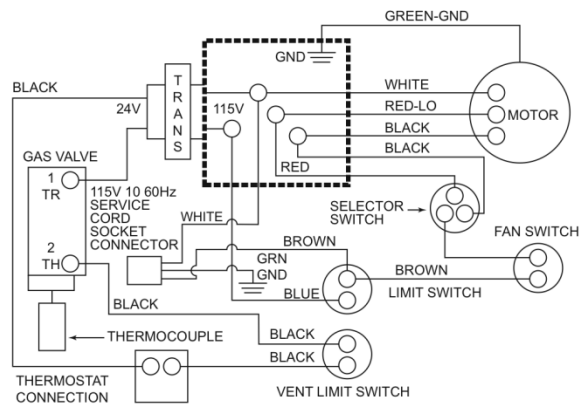 GREEN-GND
GND
BLACK
TRANS
24V
115V
WHITE
RED-LO
BLACK
BLACK
MOTOR
GAS VALVE
1
TR
2
TH
115V 10 60Hz
SERVICE
CORD
SOCKET
CONNECTOR
RED
WHITE
SELECTOR
SWITCH
FAN SWITCH
BROWN
GRN
GND
BROWN
BLUE
LIMIT SWITCH
BLACK
THERMOCOUPLE
BLACK
BLACK
THERMOSTAT
CONNECTION
VENT LIMIT SWITCH